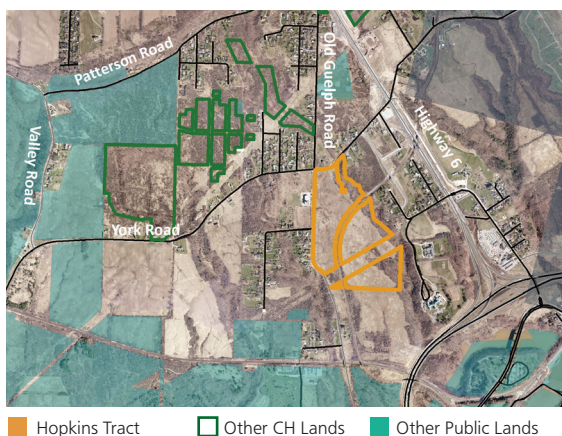 Patterson Road
Old Guelph Road
Highway 6
Valley Road
York Road
Hopkins Tract
Other CH Lands
Other Public Lands